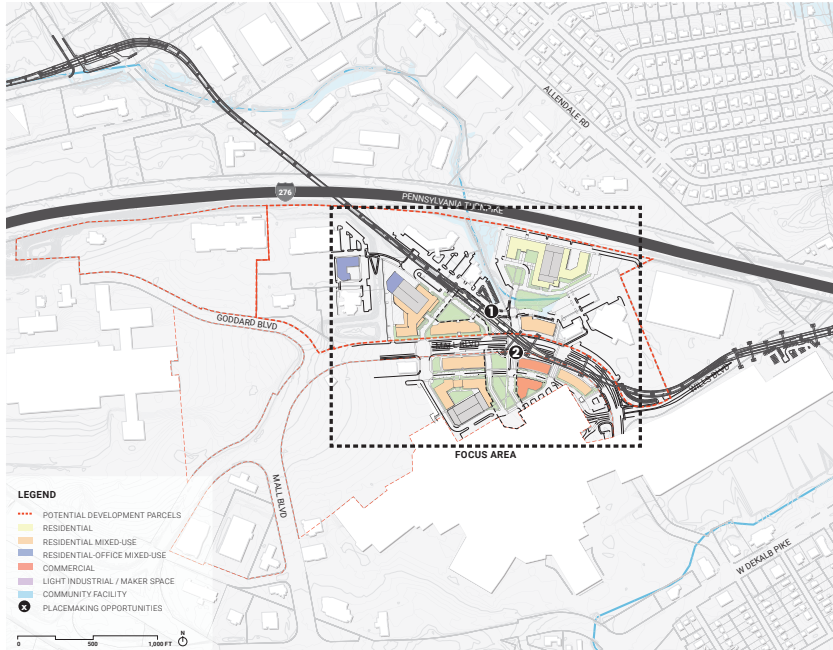 ALLENDALE RD
276
PENNSYLVANIA TURNPIKE
GODDARD BLVD
1
2
FOCUS AREA
MALL BLVD
W DEKALB PIKE
LEGEND
POTENTIAL DEVELOPMENT PARCELS
RESIDENTIAL
RESIDENTIAL MIXED-USE
RESIDENTIAL-OFFICE MIXED-USE
COMMERCIAL
LIGHT INDUSTRIAL / MAKER SPACE
COMMUNITY FACILITY
X PLACEMAKING OPPORTUNITIES
0 500 1,000 FT
N